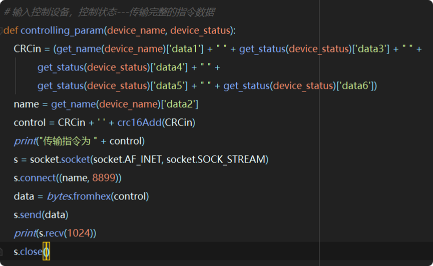 # 输入控制设备，控制状态---传输完整的指令数据
def controlling_param(device_name, device_status):
CRCin = (get_name(device_name)['data1'] + " " + get_status(device_status)['data3'] + " " +
get_status(device_status)['data4'] + " " +
get_status(device_status)['data5'] + " " + get_status(device_status)['data6'])
name = get_name(device_name)['data2']
control = CRCin + ' ' + crc16Add(CRCin)
print("传输指令为 " + control)
s = socket.socket(socket.AF_INET, socket.SOCK_STREAM)
s.connect((name, 8899))
data = bytes.fromhex(control)
s.send(data)
print(s.recv(1024))
s.close()